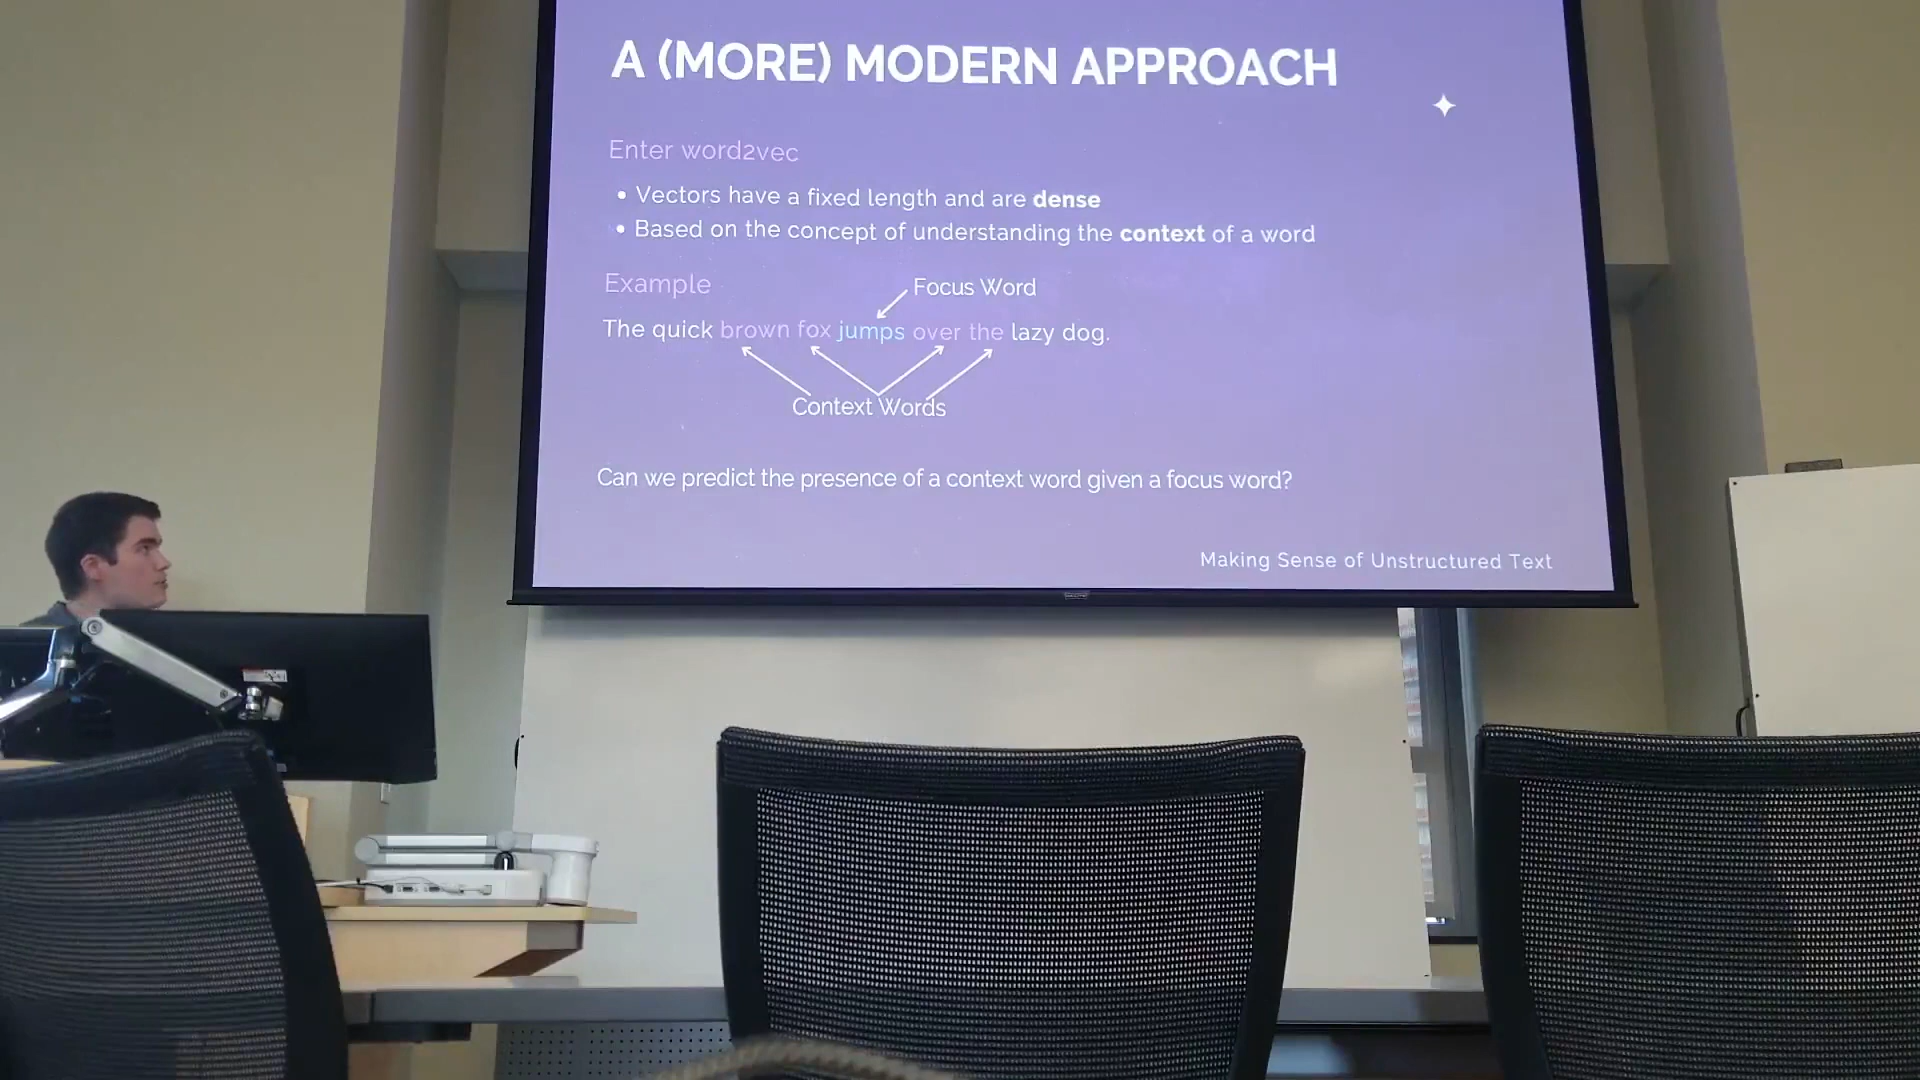 A (MORE) MODERN APPROACH
Enter word2vec
• Vectors have a fixed length and are dense
• Based on the concept of understanding the context of a word
Example
Focus Word
The quick brown fox jumps over the lazy dog.
Context Words
Can we predict the presence of a context word given a focus word?
Making Sense of Unstructured Text